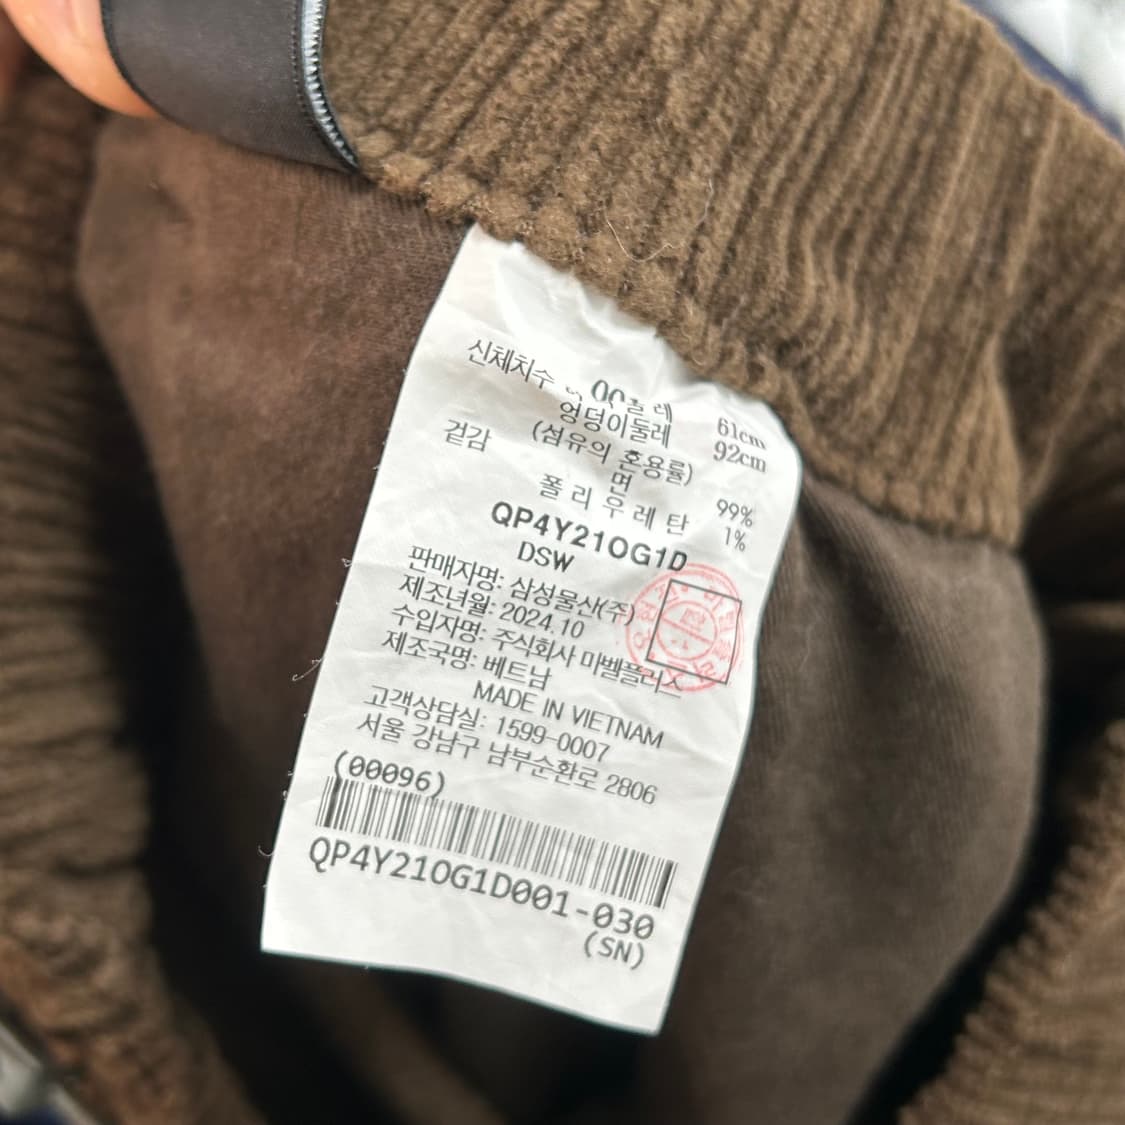 신체치수
61cm
엉덩이둘레 92cm
(섬유의 혼용률)
겉감
면 99%
폴리우레탄 1%
QP4Y21OG1D
DSW
판매자명: 삼성물산(주)
제조년월: 2024.10
수입자명: 주식회사 마벨플러스
제조국명: 베트남
MADE IN VIETNAM
고객상담실: 1599-0007
서울 강남구 남부순환로 2806
(00096)
QP4Y21OG1D001-030
(SN)